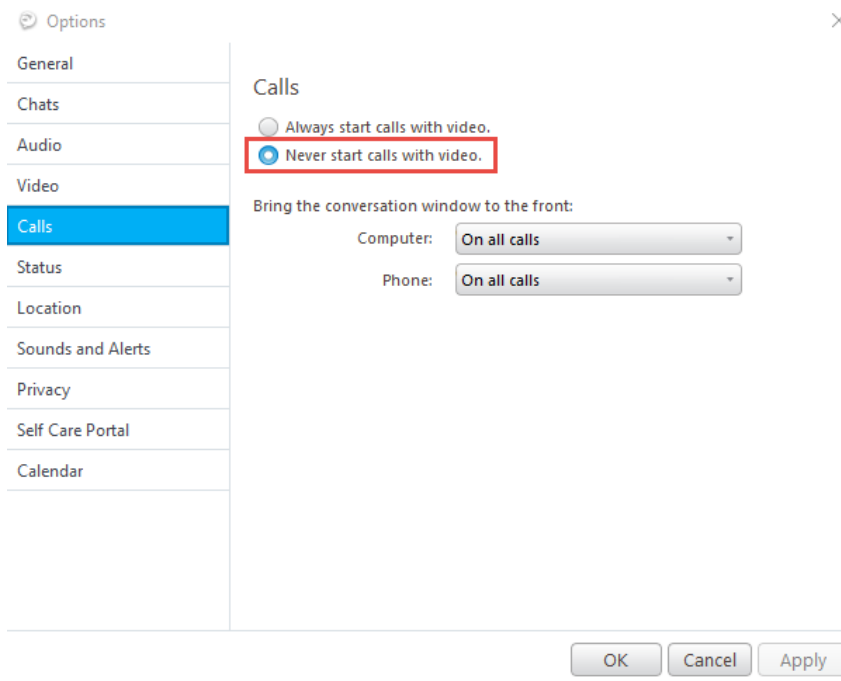 Options
General
Chats
Audio
Video
Calls
Status
Location
Sounds and Alerts
Privacy
Self Care Portal
Calendar
Calls
Always start calls with video.
Never start calls with video.
Bring the conversation window to the front:
Computer: On all calls
Phone: On all calls
OK Cancel Apply